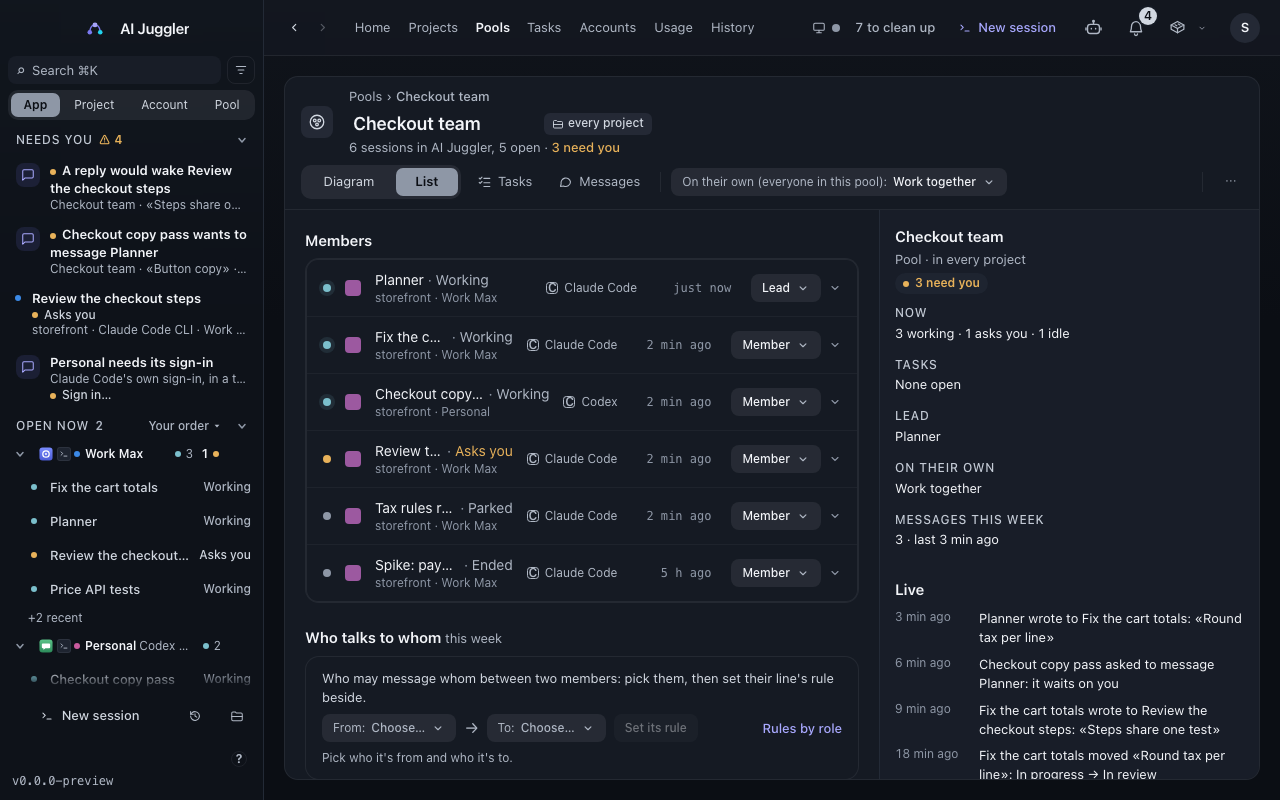 AI Juggler
Search ⌘K
App Project Account Pool
NEEDS YOU 4
A reply would wake Review
the checkout steps
Checkout team · «Steps share o...
Checkout copy pass wants to
message Planner
Checkout team · «Button copy» ·...
Review the checkout steps
Asks you
storefront · Claude Code CLI · Work ...
Personal needs its sign-in
Claude Code's own sign-in, in a t...
Sign in...
OPEN NOW 2 Your order
Work Max 3 1
Fix the cart totals Working
Planner Working
Review the checkout... Asks you
Price API tests Working
+2 recent
Personal Codex ... 2
Checkout copy pass Working
New session
?
v0.0.0-preview
Home Projects Pools Tasks Accounts Usage History
7 to clean up
New session
4
S
Pools › Checkout team
Checkout team every project
6 sessions in AI Juggler, 5 open · 3 need you
Diagram List Tasks Messages On their own (everyone in this pool): Work together ...
Members
Planner · Working
storefront · Work Max
Claude Code just now Lead
Fix the c... · Working
storefront · Work Max
Claude Code 2 min ago Member
Checkout copy... · Working
storefront · Personal
Codex 2 min ago Member
Review t... · Asks you
storefront · Work Max
Claude Code 2 min ago Member
Tax rules r... · Parked
storefront · Work Max
Claude Code 2 min ago Member
Spike: pay... · Ended
storefront · Work Max
Claude Code 5 h ago Member
Who talks to whom this week
Who may message whom between two members: pick them, then set their line's rule
beside.
From: Choose... → To: Choose... Set its rule Rules by role
Pick who it's from and who it's to.
Checkout team
Pool · in every project
3 need you
NOW
3 working · 1 asks you · 1 idle
TASKS
None open
LEAD
Planner
ON THEIR OWN
Work together
MESSAGES THIS WEEK
3 · last 3 min ago
Live
3 min ago Planner wrote to Fix the cart totals: «Round
tax per line»
6 min ago Checkout copy pass asked to message
Planner: it waits on you
9 min ago Fix the cart totals wrote to Review the
checkout steps: «Steps share one test»
18 min ago Fix the cart totals moved «Round tax per
line»: In progress → In review